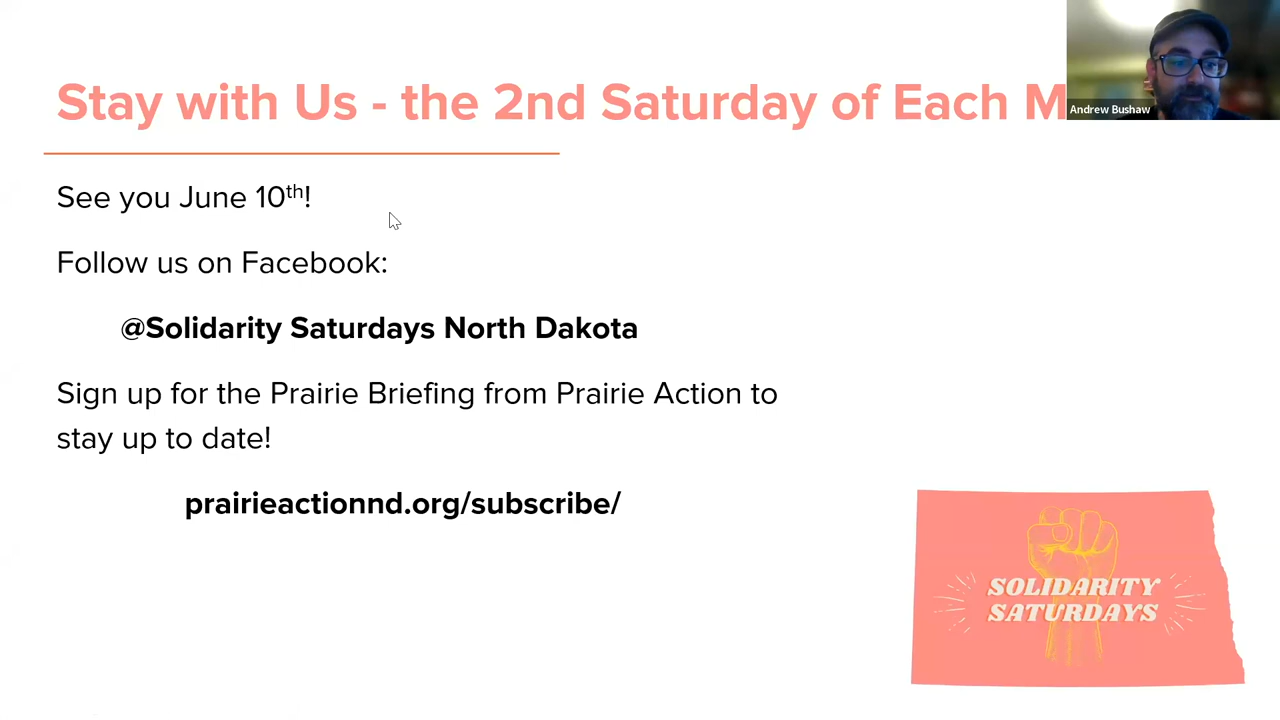 Stay with Us - the 2nd Saturday of Each M
Andrew Bushaw
See you June 10th!
Follow us on Facebook:
@Solidarity Saturdays North Dakota
Sign up for the Prairie Briefing from Prairie Action to
stay up to date!
prairieactionnd.org/subscribe/
SOLIDARITY
SATURDAYS